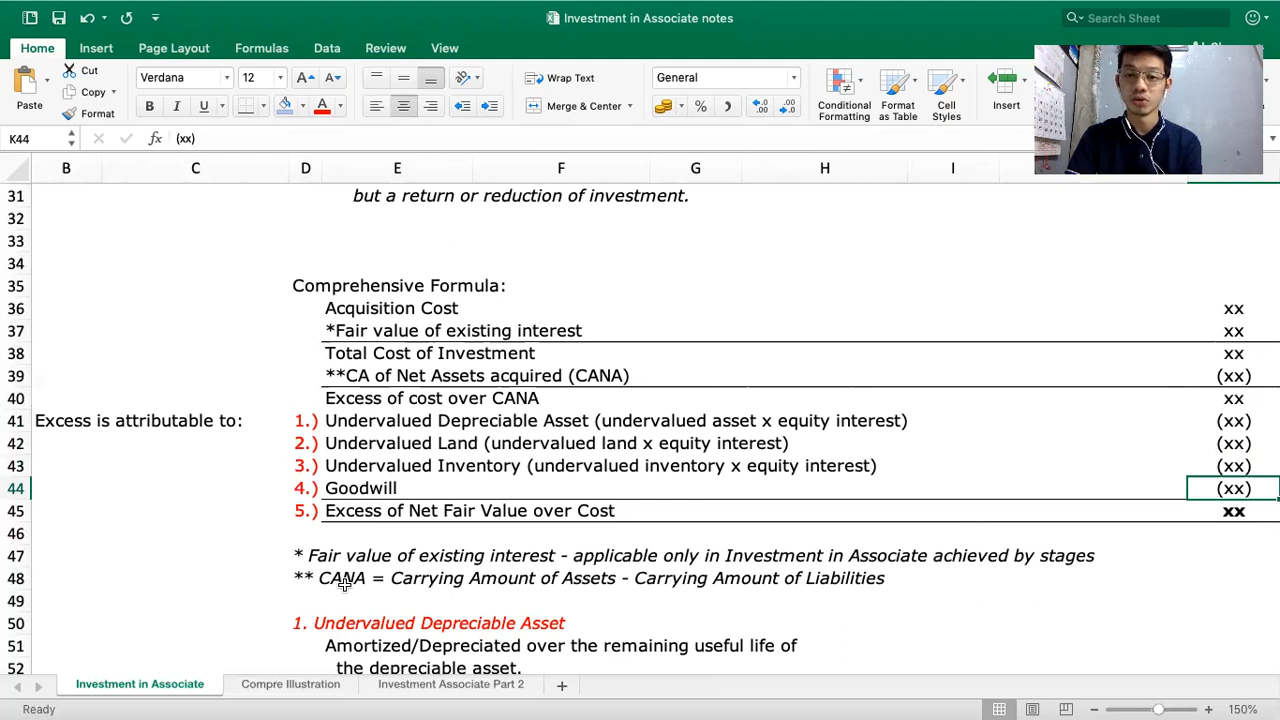 Investment in Associate notes
Search Sheet
Home Insert Page Layout Formulas Data Review View
Paste
Cut
Copy
Format
Verdana 12
Wrap Text
Merge & Center
General
Conditional Formatting
Format as Table
Cell Styles
Insert
K44 fx (xx)
B C D E F G H I
31 but a return or reduction of investment.
32
33
34
35 Comprehensive Formula:
36 Acquisition Cost xx
37 *Fair value of existing interest xx
38 Total Cost of Investment xx
39 **CA of Net Assets acquired (CANA) (xx)
40 Excess of cost over CANA xx
41 Excess is attributable to: 1.) Undervalued Depreciable Asset (undervalued asset x equity interest) (xx)
42 2.) Undervalued Land (undervalued land x equity interest) (xx)
43 3.) Undervalued Inventory (undervalued inventory x equity interest) (xx)
44 4.) Goodwill (xx)
45 5.) Excess of Net Fair Value over Cost xx
46
47 * Fair value of existing interest - applicable only in Investment in Associate achieved by stages
48 ** CANA = Carrying Amount of Assets - Carrying Amount of Liabilities
49
50 1. Undervalued Depreciable Asset
51 Amortized/Depreciated over the remaining useful life of
52 the depreciable asset.
Investment in Associate Compre Illustration Investment Associate Part 2
Ready 150%